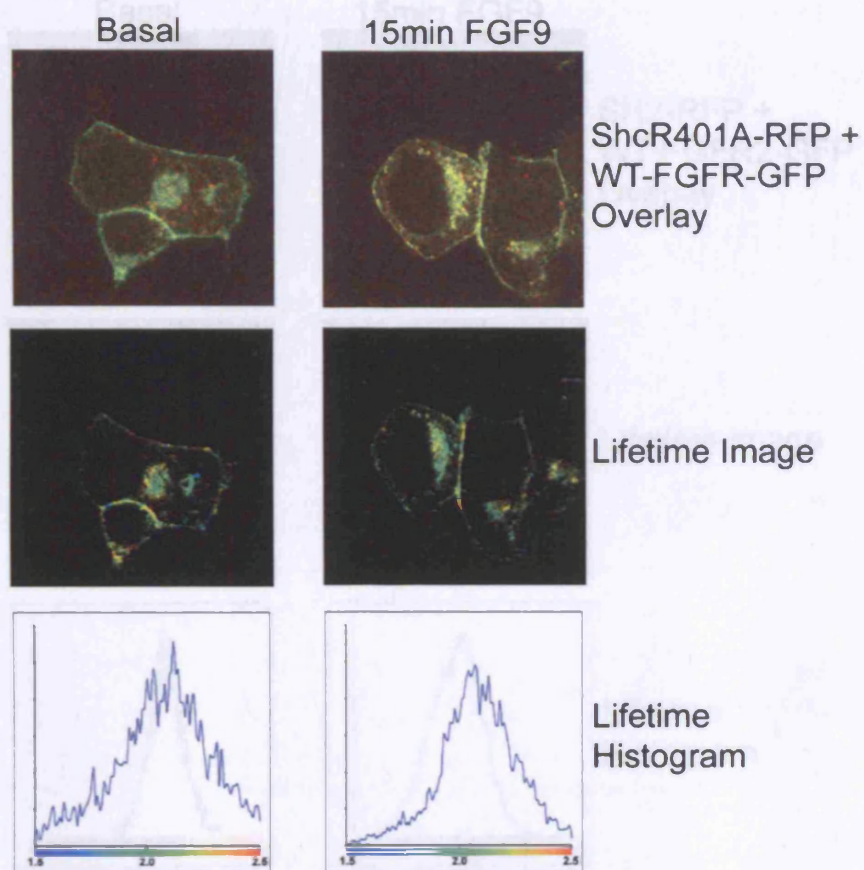 Basal
15min FGF9
ShcR401A-RFP +
WT-FGFR-GFP
Overlay
Lifetime Image
Lifetime
Histogram
1.5 2.0 2.5
1.5 2.0 2.5